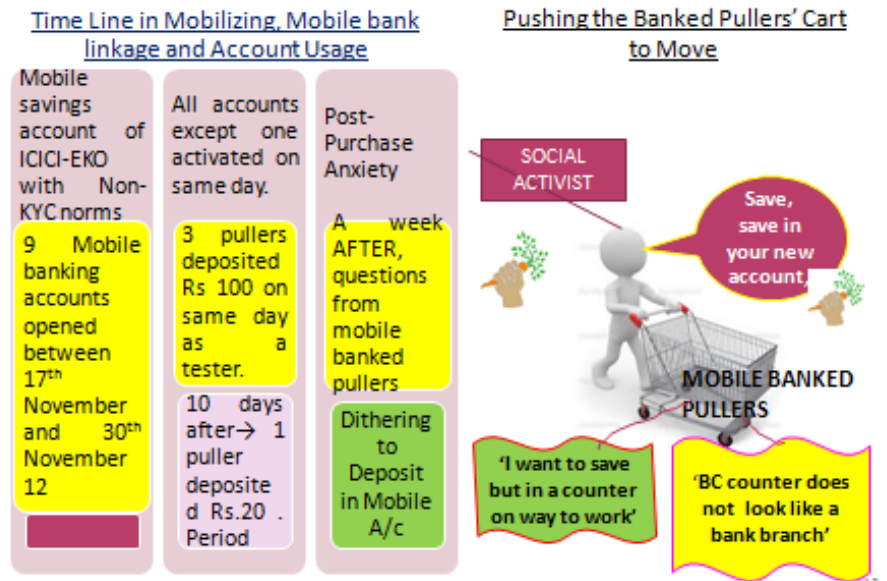 Time Line in Mobilizing, Mobile bank
linkage and Account Usage
Mobile
savings
account of
ICICI-EKO
with Non-
KYC norms
9 Mobile
banking
accounts
opened
between
17th
November
and 30th
November
12
All accounts
except one
activated on
same day.
3 pullers
deposited
Rs 100 on
same day
as a
tester.
10 days
after→ 1
puller
deposite
d Rs.20 .
Period
Post-
Purchase
Anxiety
A week
AFTER,
questions
from
mobile
banked
pullers
Dithering
to
Deposit
in Mobile
A/c
Pushing the Banked Pullers’ Cart
to Move
SOCIAL
ACTIVIST
Save,
save in
your new
account,
MOBILE BANKED
PULLERS
‘I want to save
but in a counter
on way to work’
‘BC counter does
not look like a
bank branch’